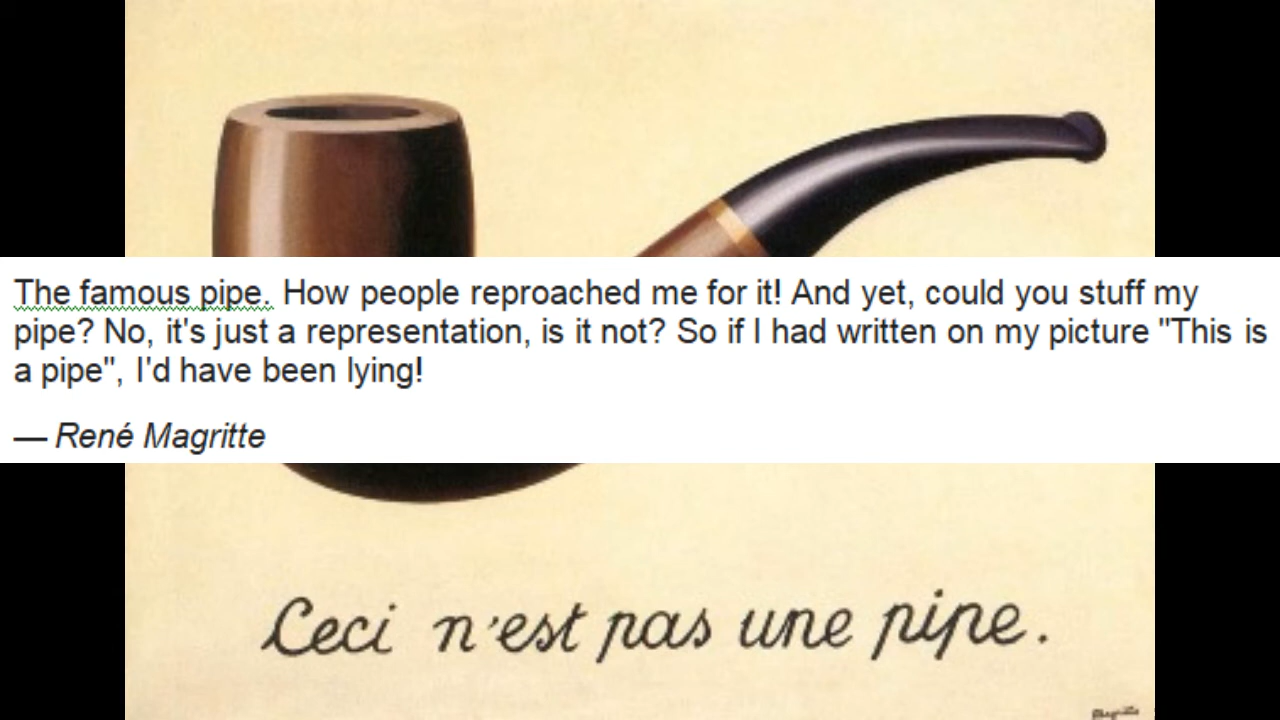 The famous pipe. How people reproached me for it! And yet, could you stuff my
pipe? No, it's just a representation, is it not? So if I had written on my picture "This is
a pipe", I'd have been lying!
— René Magritte
Ceci n'est pas une pipe.
Magritte